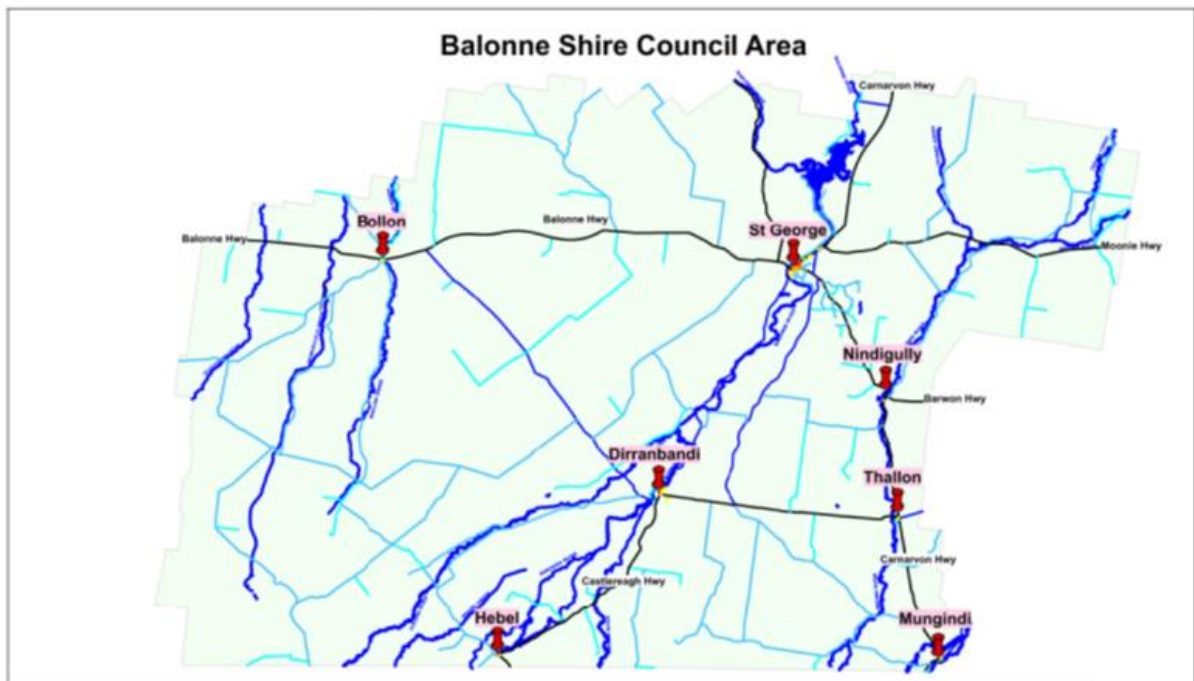 Balonne Shire Council Area
Carnarvon Hwy
Bollon
Balonne Hwy
Balonne Hwy
St George
Moonie Hwy
Nindigully
Barwon Hwy
Dirranbandi
Thallon
Carnarvon Hwy
Castlereagh Hwy
Hebel
Mungindi